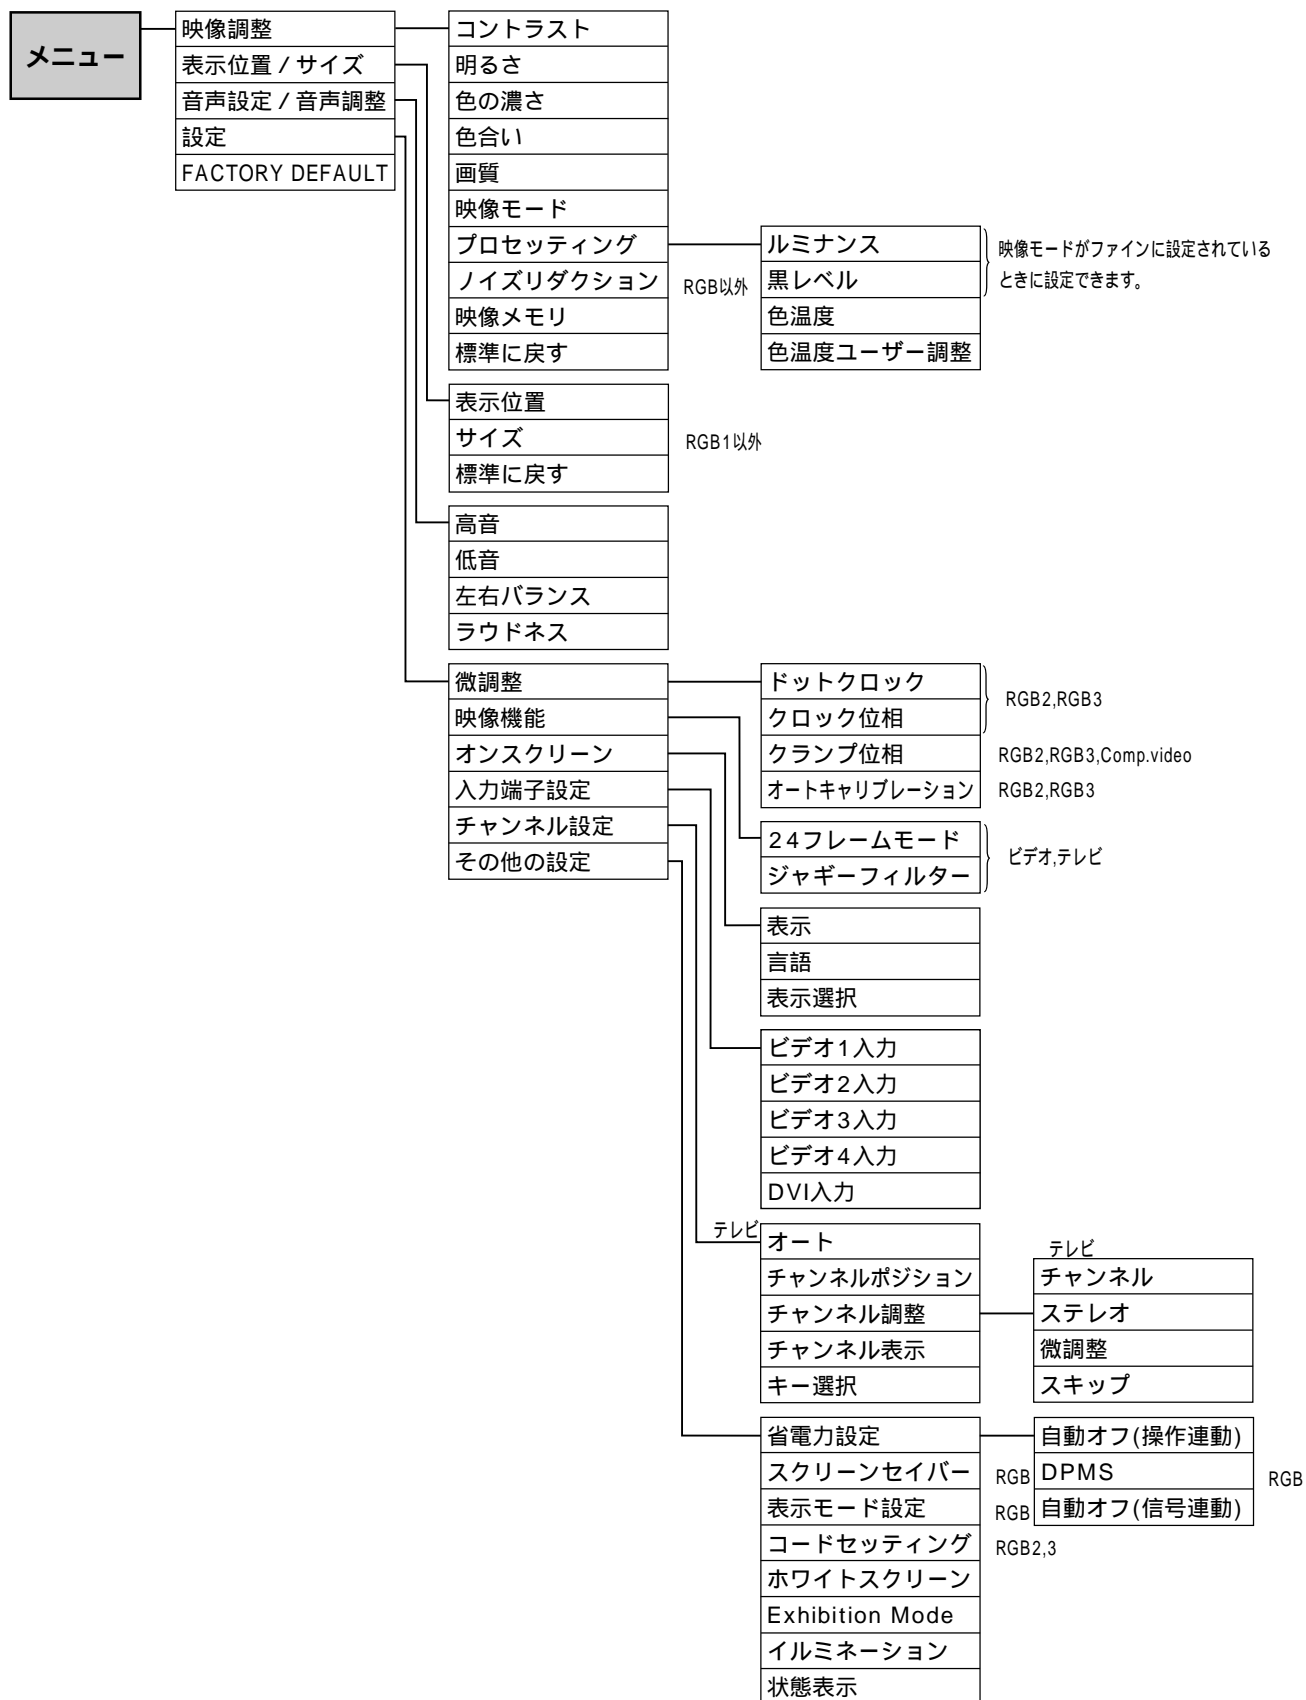 メニュー
映像調整
表示位置 / サイズ
音声設定 / 音声調整
設定
FACTORY DEFAULT
コントラスト
明るさ
色の濃さ
色合い
画質
映像モード
プロセッティング
ノイズリダクション
RGB以外
映像メモリ
標準に戻す
ルミナンス
黒レベル
色温度
色温度ユーザー調整
映像モードがファインに設定されている
ときに設定できます。
表示位置
サイズ
RGB1以外
標準に戻す
高音
低音
左右バランス
ラウドネス
微調整
映像機能
オンスクリーン
入力端子設定
チャンネル設定
その他の設定
ドットクロック
クロック位相
RGB2,RGB3
クランプ位相
RGB2,RGB3,Comp.video
オートキャリブレーション
RGB2,RGB3
24フレームモード
ジャギーフィルター
ビデオ,テレビ
表示
言語
表示選択
ビデオ1入力
ビデオ2入力
ビデオ3入力
ビデオ4入力
DVI入力
テレビ
オート
チャンネルポジション
チャンネル調整
チャンネル表示
キー選択
テレビ
チャンネル
ステレオ
微調整
スキップ
省電力設定
スクリーンセイバー
RGB
表示モード設定
RGB
コードセッティング
RGB2,3
ホワイトスクリーン
Exhibition Mode
イルミネーション
状態表示
自動オフ(操作連動)
DPMS
RGB
自動オフ(信号連動)